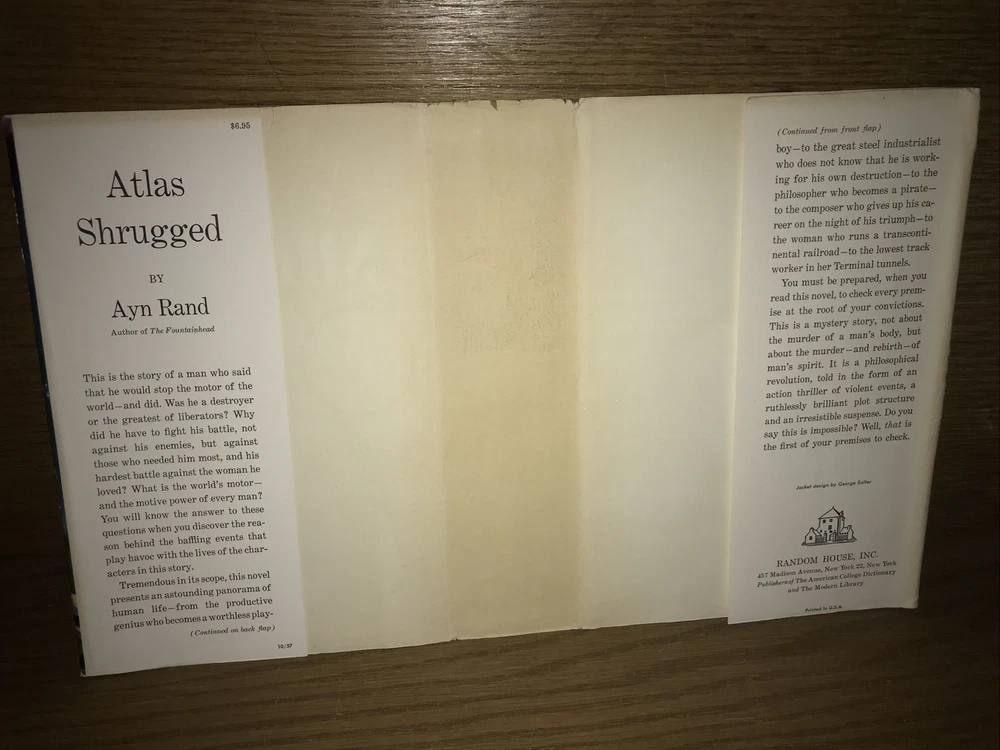 $6.95
Atlas
Shrugged
BY
Ayn Rand
Author of The Fountainhead
This is the story of a man who said
that he would stop the motor of the
world—and did. Was he a destroyer
or the greatest of liberators? Why
did he have to fight his battle, not
against his enemies, but against
those who needed him most, and his
hardest battle against the woman he
loved? What is the world's motor—
and the motive power of every man?
You will know the answer to these
questions when you discover the rea-
son behind the baffling events that
play havoc with the lives of the char-
acters in this story.
Tremendous in its scope, this novel
presents an astounding panorama of
human life—from the productive
genius who becomes a worthless play-
(Continued on back flap)
10/57
(Continued from front flap)
boy—to the great steel industrialist
who does not know that he is work-
ing for his own destruction—to the
philosopher who becomes a pirate—
to the composer who gives up his ca-
reer on the night of his triumph—to
the woman who runs a transconti-
nental railroad—to the lowest track
worker in her Terminal tunnels.
You must be prepared, when you
read this novel, to check every prem-
ise at the root of your convictions.
This is a mystery story, not about
the murder of a man's body, but
about the murder—and rebirth—of
man's spirit. It is a philosophical
revolution, told in the form of an
action thriller of violent events, a
ruthlessly brilliant plot structure
and an irresistible suspense. Do you
say this is impossible? Well, that is
the first of your premises to check.
Jacket design by George Salter
RANDOM HOUSE, INC.
457 Madison Avenue, New York 22, New York
Publishers of The American College Dictionary
and The Modern Library
Printed in U.S.A.